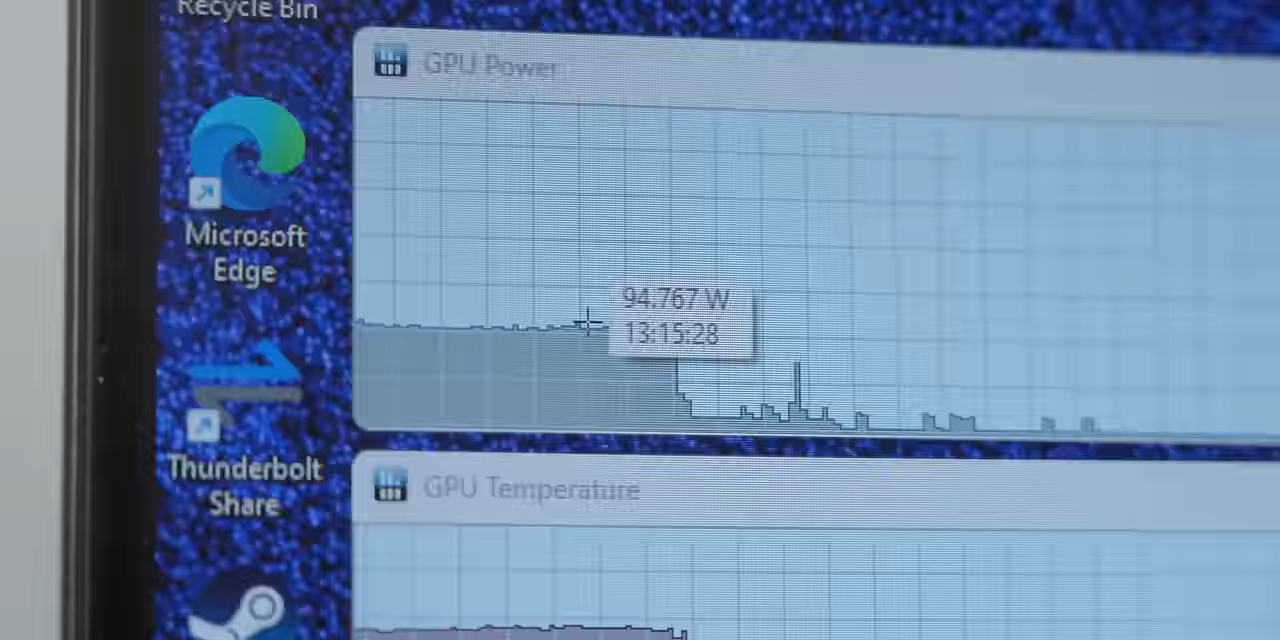 Recycle Bin
GPU Power
Microsoft
Edge
94.767 W
13:15:28
Thunderbolt
Share
GPU Temperature